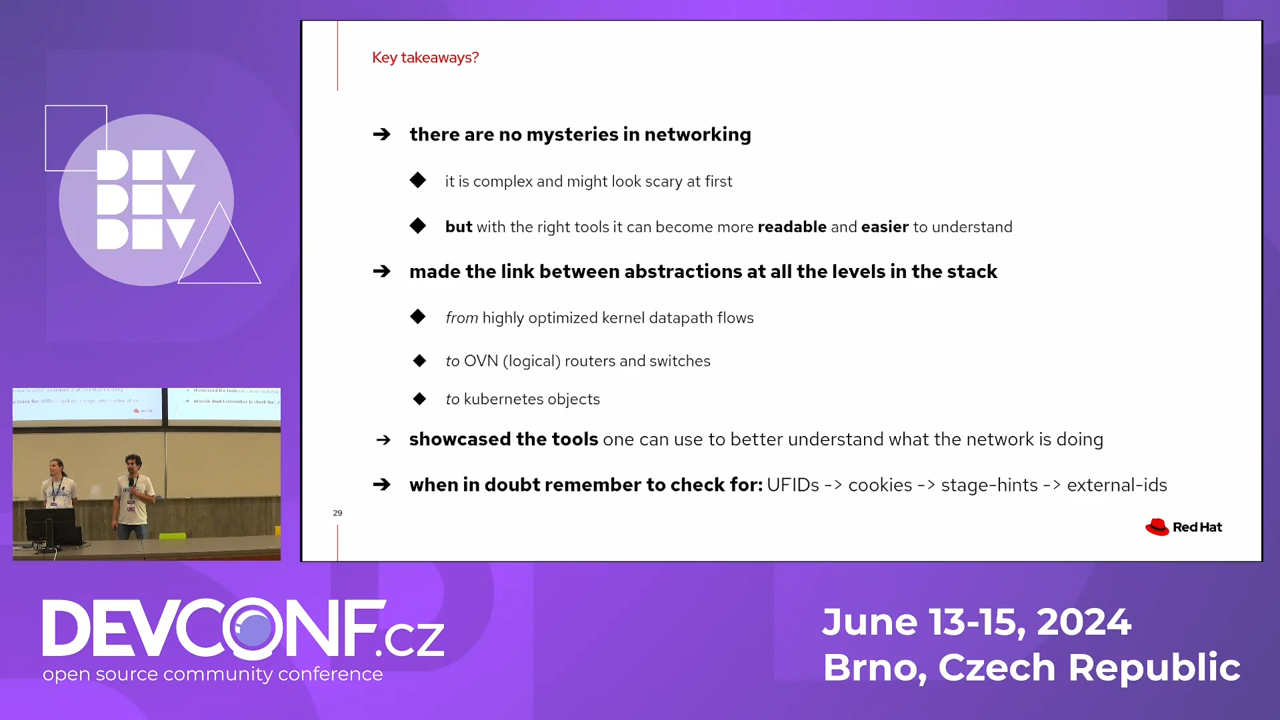 Key takeaways?
➔ there are no mysteries in networking
◆ it is complex and might look scary at first
◆ but with the right tools it can become more readable and easier to understand
➔ made the link between abstractions at all the levels in the stack
◆ from highly optimized kernel datapath flows
◆ to OVN (logical) routers and switches
◆ to kubernetes objects
➔ showcased the tools one can use to better understand what the network is doing
➔ when in doubt remember to check for: UFIDs -> cookies -> stage-hints -> external-ids
29
Red Hat
DEV
DEV
DEV
DEVCONF.cz
open source community conference
June 13-15, 2024
Brno, Czech Republic